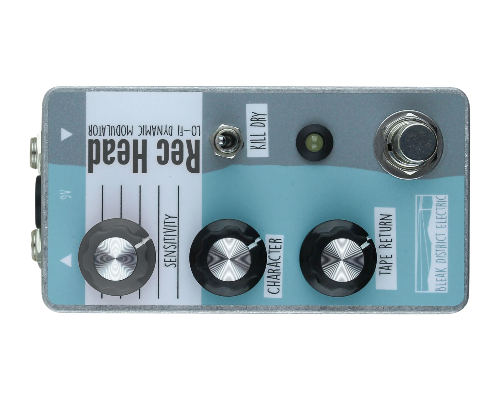 Rec Head
LO-FI DYNAMIC MODULATOR
9V
KILL DRY
SENSITIVITY
CHARACTER
TAPE RETURN
BLEAK DISTRICT ELECTRIC